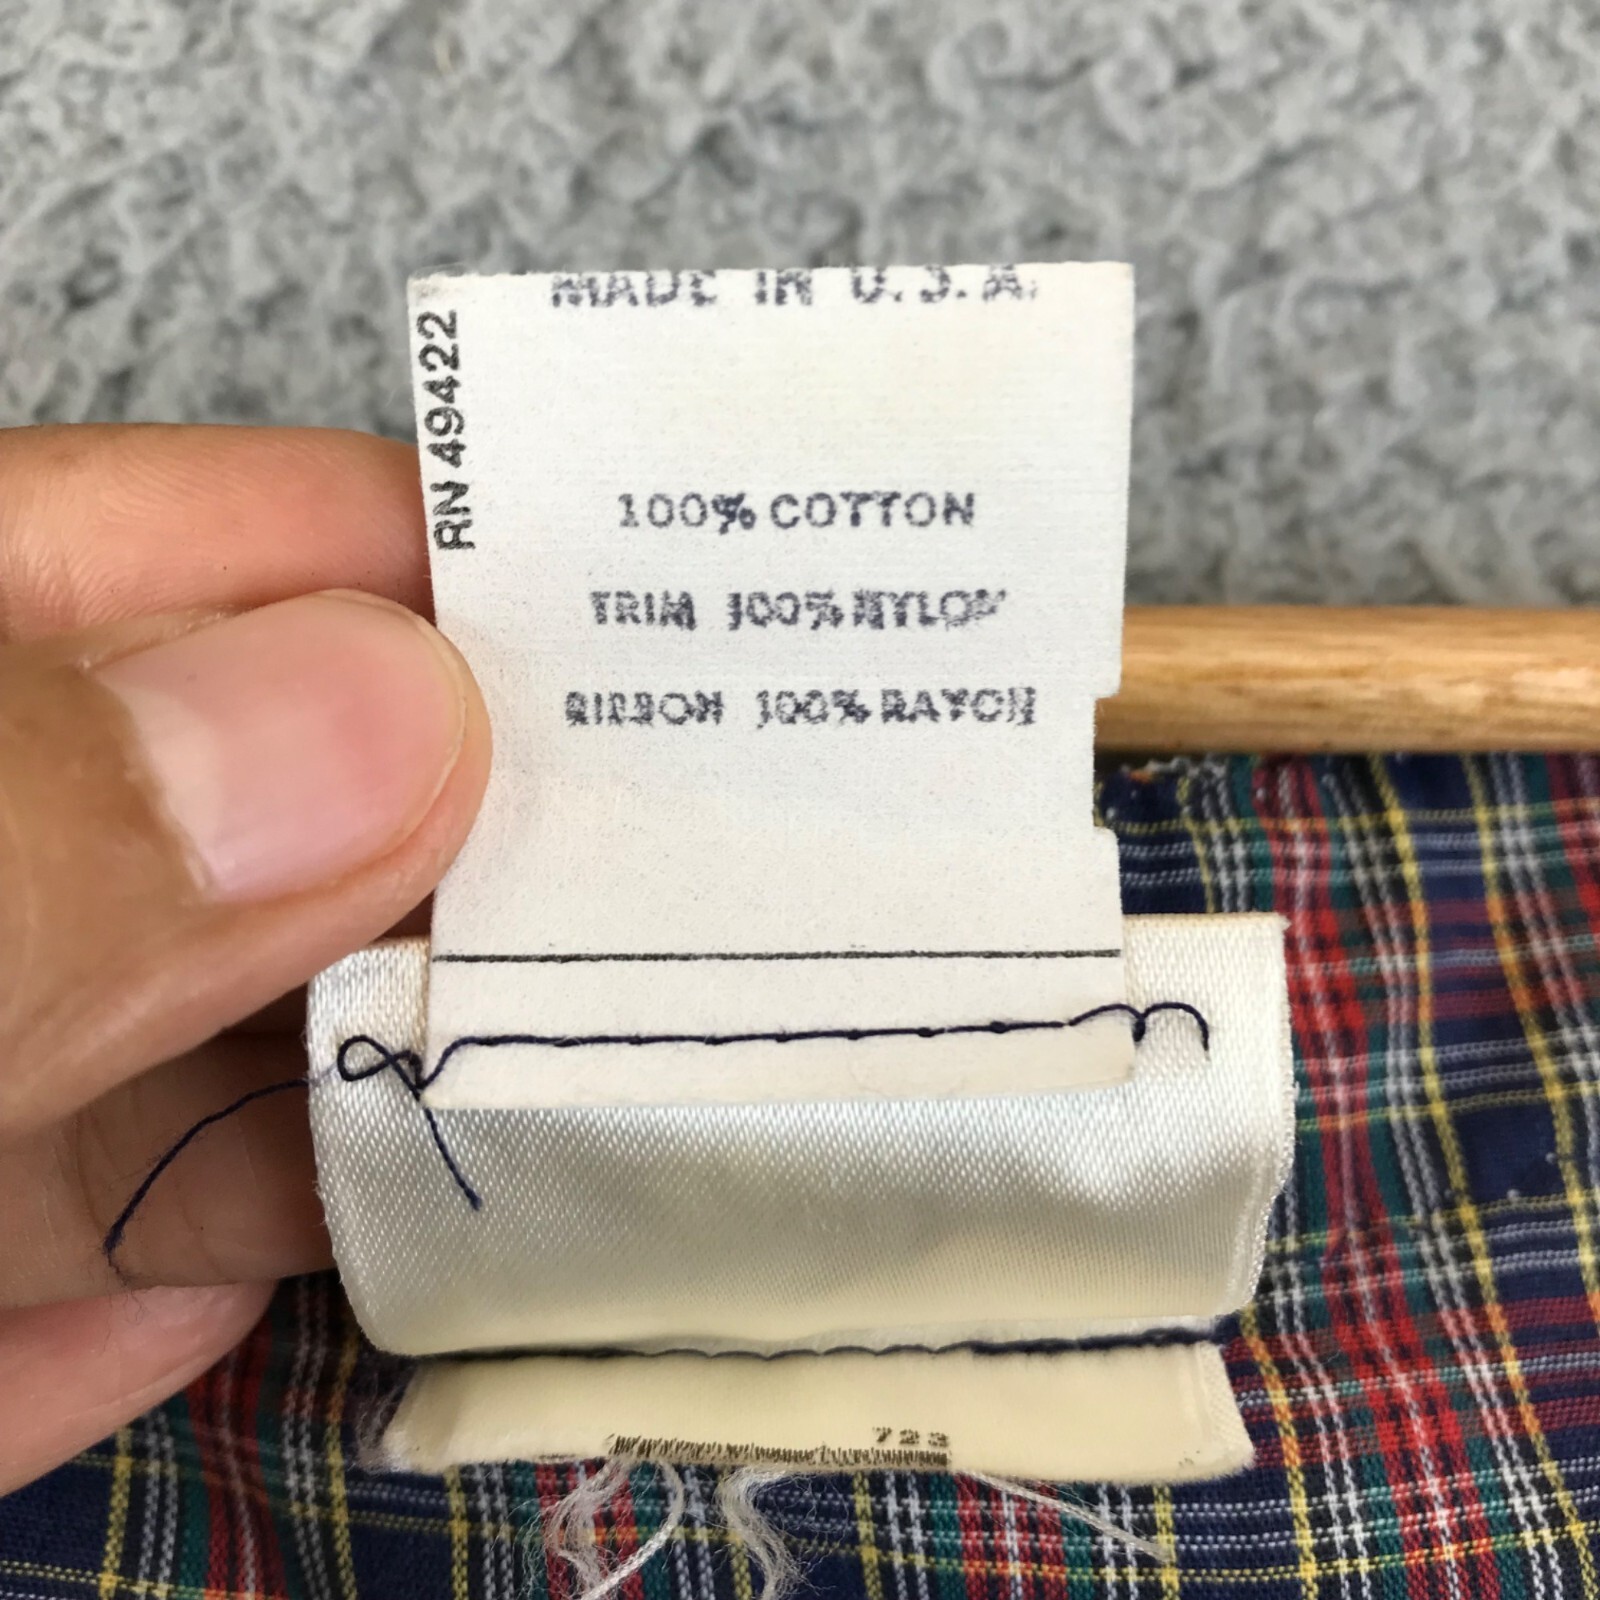 MADE IN U.S.A.
RN 49422
100% COTTON
TRIM 100% NYLON
RIBBON 100% RAYON
723